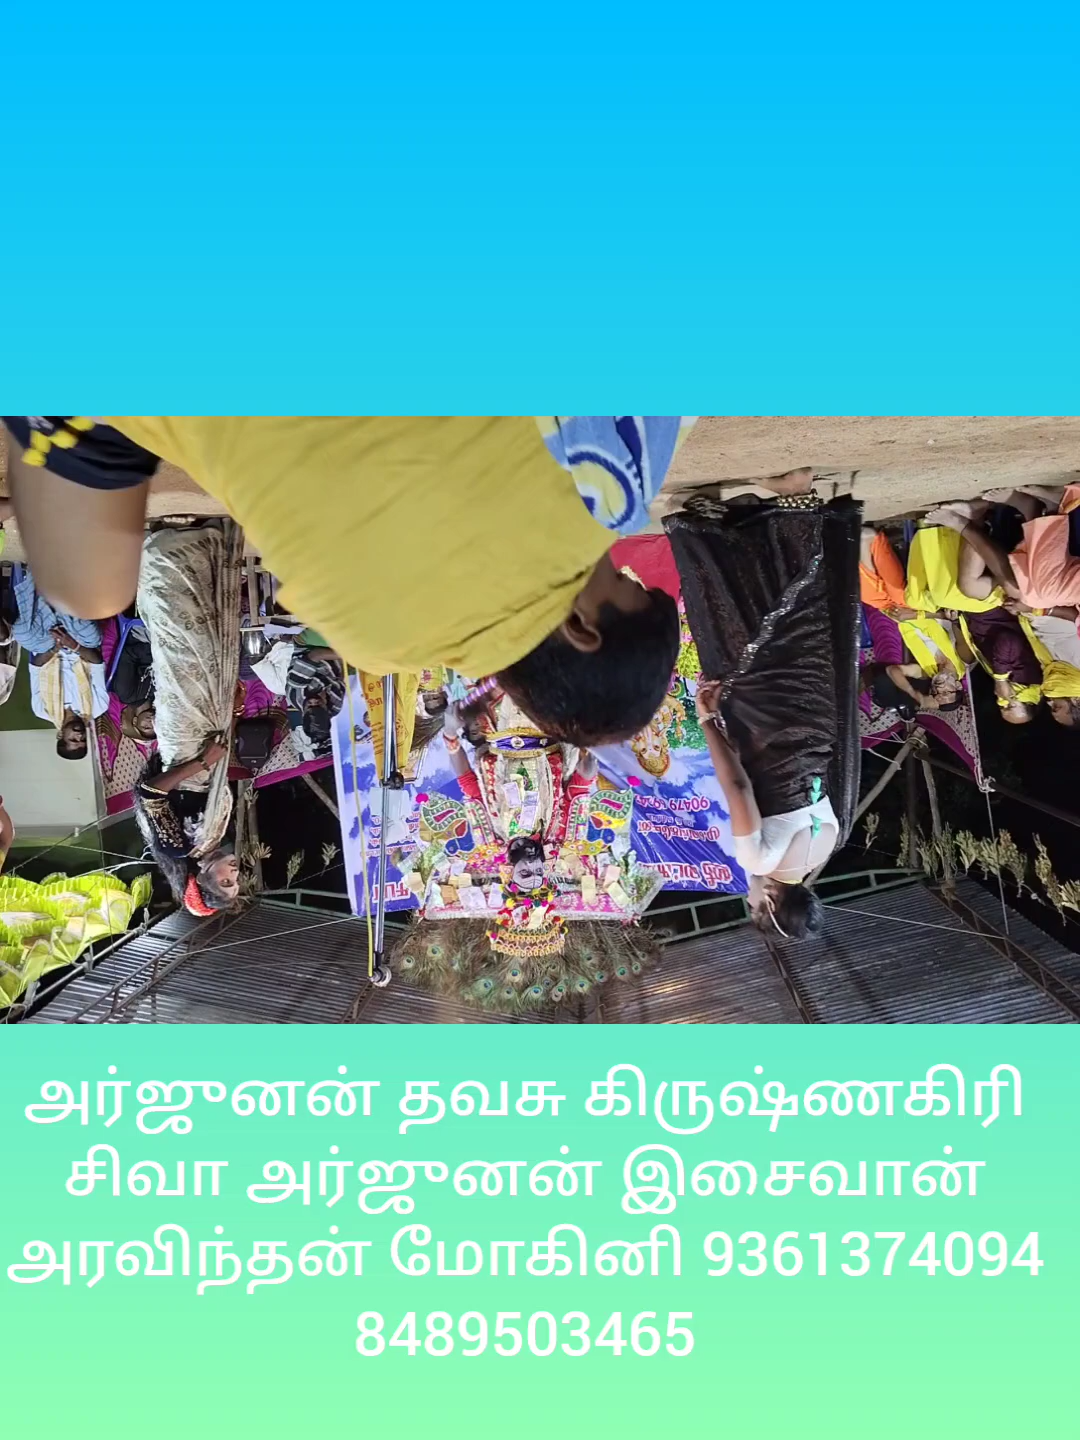 அர்ஜுனன் தவசு கிருஷ்ணகிரி
சிவா அர்ஜுனன் இசைவான்
அரவிந்தன் மோகினி 9361374094
8489503465